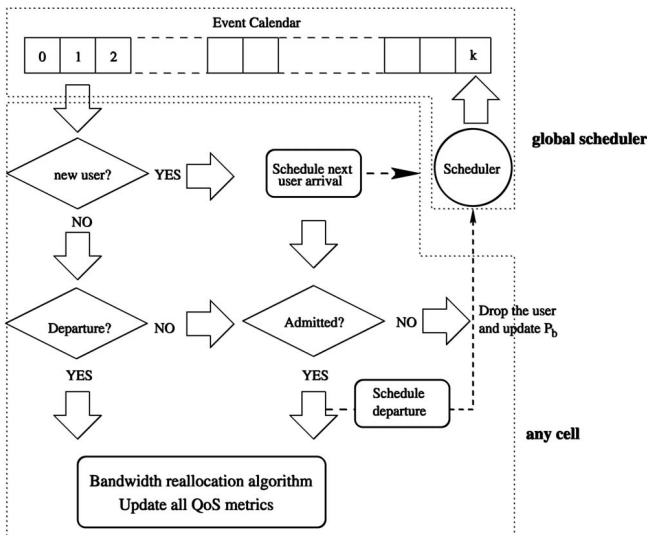 Event Calendar
0 1 2 k
global scheduler
new user?
YES
Schedule next
user arrival
Scheduler
NO
Departure?
NO
Admitted?
NO
Drop the user
and update Pb
YES
YES
Schedule
departure
any cell
Bandwidth reallocation algorithm
Update all QoS metrics